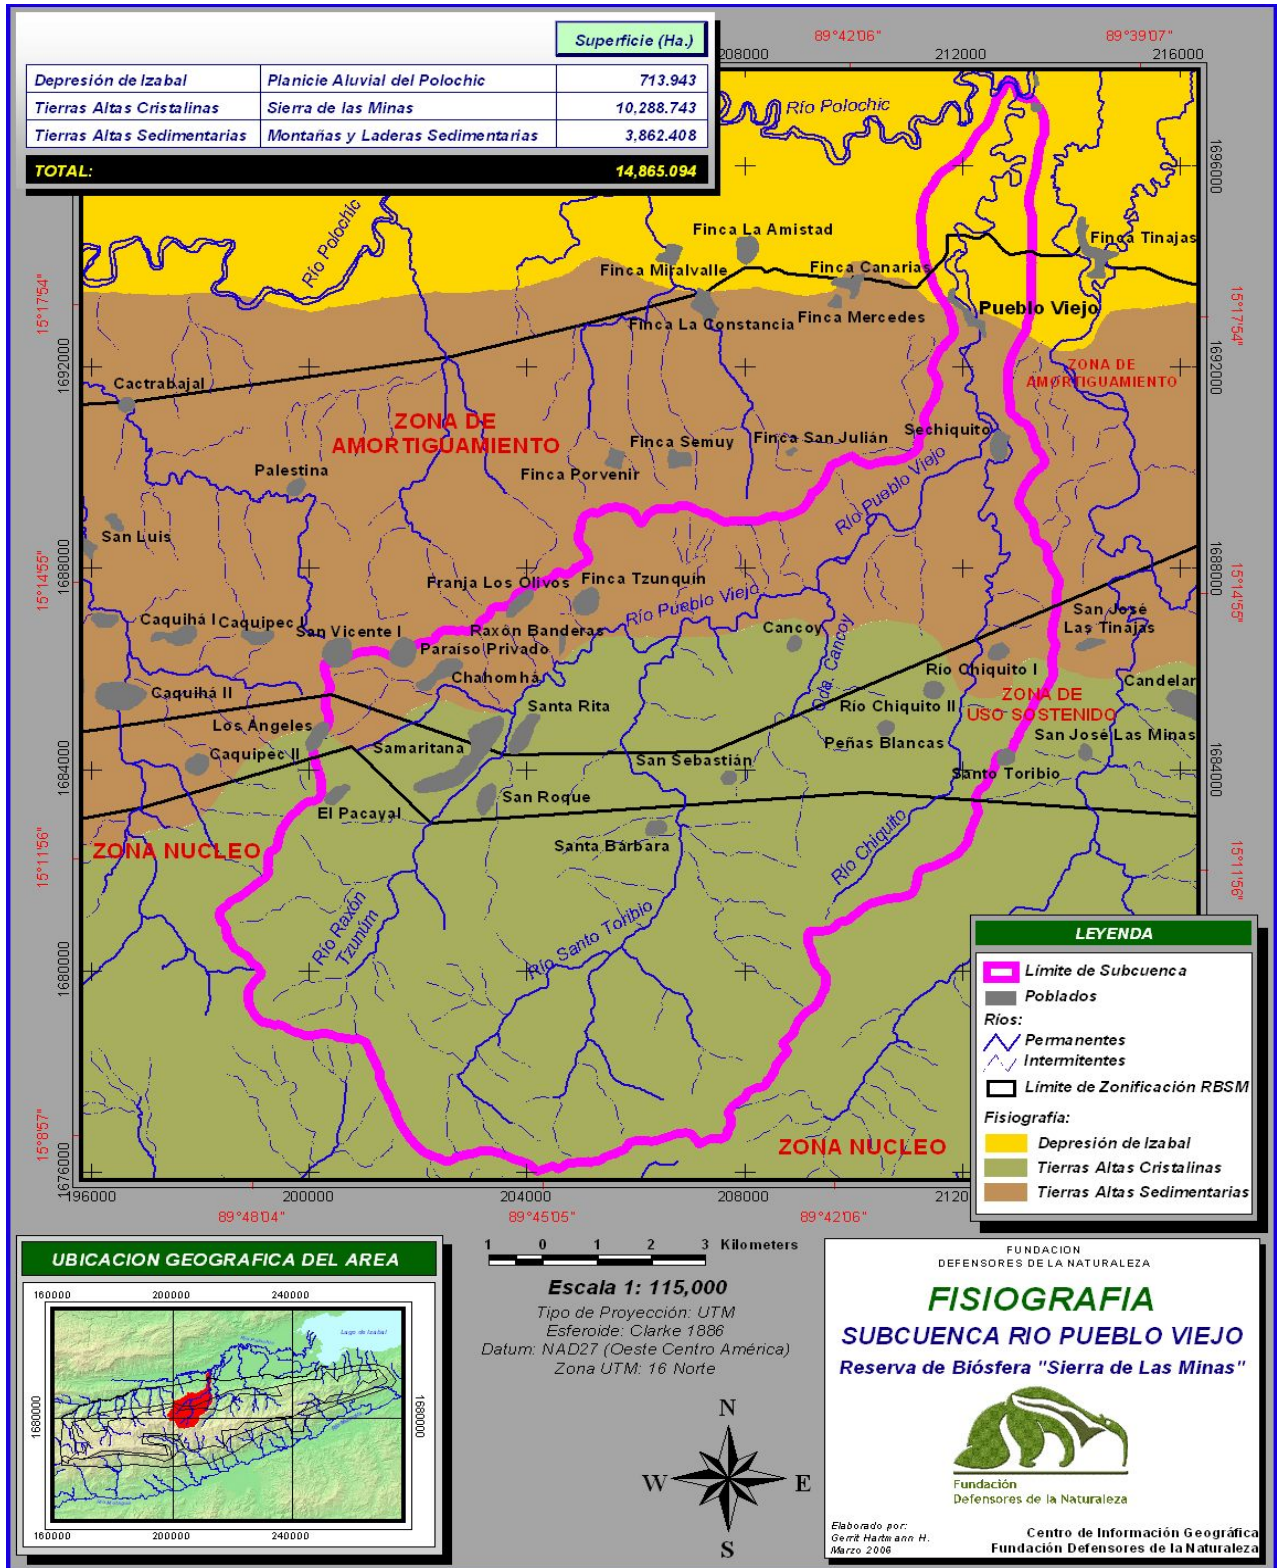 Superficie (Ha.)
Depresión de Izabal Planicie Aluvial del Polochic 713.943
Tierras Altas Cristalinas Sierra de las Minas 10,288.743
Tierras Altas Sedimentarias Montañas y Laderas Sedimentarias 3,862.408
TOTAL: 14,865.094
89°42'06" 89°39'07"
208000 212000 216000
Río Polochic
1696000
Río Polochic
Finca La Amistad
Finca Tinajas
Finca Miralvalle
Finca Canarias
15°17'54"
15°17'54"
Pueblo Viejo
Finca La Constancia
Finca Mercedes
1692000
1692000
ZONA DE
AMORTIGUAMIENTO
Cactrabajal
ZONA DE
AMORTIGUAMIENTO
Finca Semuy
Finca San Julián
Sechiquito
Palestina
Finca Porvenir
Río Pueblo Viejo
San Luis
1688000
1688000
15°14'55"
15°14'55"
Franja Los Olivos
Finca Tzunquín
Río Pueblo Viejo
San José
Las Tinajas
Caquihá I
Caquipec I
San Vicente I
Raxón Banderas
Cancoy
Paraíso Privado
Qda. Cancoy
Río Chiquito I
Chahomhá
Candelar
Caquihá II
ZONA DE
USO SOSTENIDO
Santa Rita
Río Chiquito II
Los Angeles
Samaritana
Peñas Blancas
San José Las Minas
Caquipec II
San Sebastián
Santo Toribio
1684000
1684000
San Roque
El Pacayal
Santa Bárbara
ZONA NUCLEO
Río Chiquito
15°11'56"
15°11'56"
Río Raxón
Tzunúm
Río Santo Toribio
1680000
ZONA NUCLEO
15°8'57"
1676000
196000 200000 204000 208000 2120
89°48'04" 89°45'05" 89°42'06"
LEYENDA
Límite de Subcuenca
Poblados
Ríos:
Permanentes
Intermitentes
Límite de Zonificación RBSM
Fisiografía:
Depresión de Izabal
Tierras Altas Cristalinas
Tierras Altas Sedimentarias
UBICACION GEOGRAFICA DEL AREA
160000 200000 240000
Lago de Izabal
Río Polochic
1680000
1680000
160000 200000 240000
1 0 1 2 3 Kilometers
Escala 1: 115,000
Tipo de Proyección: UTM
Esferoide: Clarke 1886
Datum: NAD27 (Oeste Centro América)
Zona UTM: 16 Norte
N
W E
S
FUNDACION
DEFENSORES DE LA NATURALEZA
FISIOGRAFIA
SUBCUENCA RIO PUEBLO VIEJO
Reserva de Biósfera "Sierra de Las Minas"
Fundación
Defensores de la Naturaleza
Elaborado por:
Gerrit Hartmann H.
Marzo 2006
Centro de Información Geográfica
Fundación Defensores de la Naturaleza